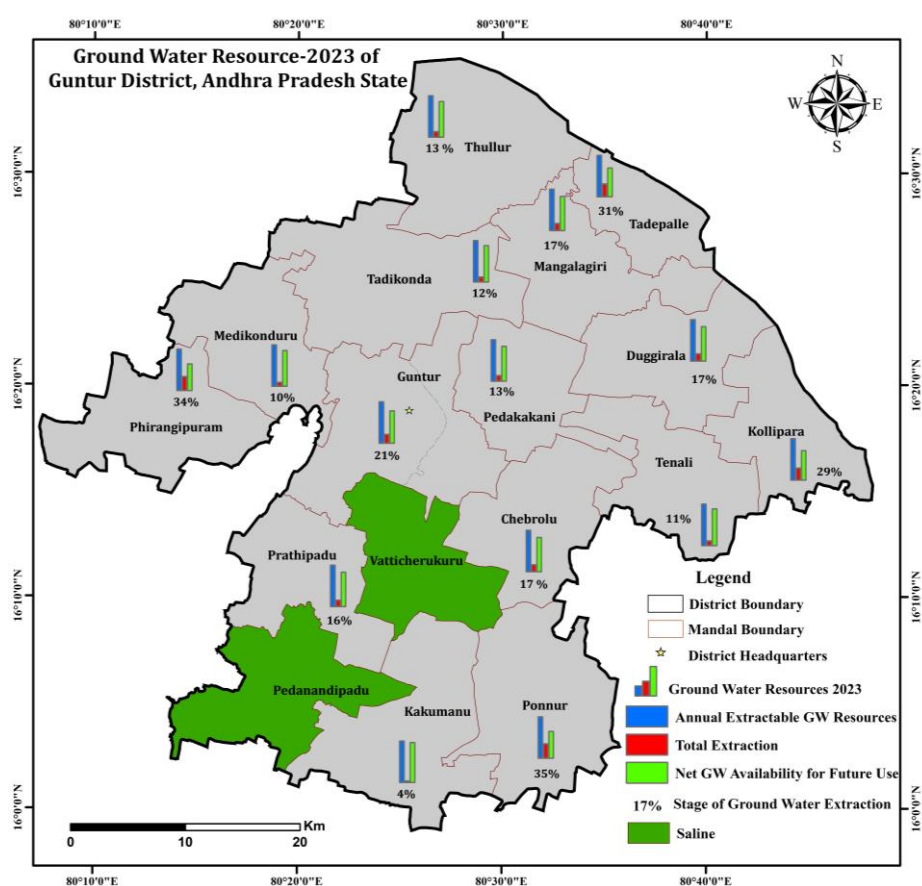 80°10'0"E 80°20'0"E 80°30'0"E 80°40'0"E
Ground Water Resource-2023 of
Guntur District, Andhra Pradesh State
N
W E
S
16°30'0"N 16°30'0"N
13 %
Thullur
31%
Tadepalle
17%
Mangalagiri
Tadikonda
12%
Medikonduru
10%
16°20'0"N 16°20'0"N
34%
Phirangipuram
Guntur
21%
13%
Pedakakani
Duggirala
17%
Kollipara
29%
Tenali
11%
Chebrolu
17 %
Vatticherukuru
Prathipadu
16%
16°10'0"N 16°10'0"N
Pedanandipadu
Kakumanu
4%
Ponnur
35%
Legend
District Boundary
Mandal Boundary
District Headquarters
Ground Water Resources 2023
Annual Extractable GW Resources
Total Extraction
Net GW Availability for Future Use
17% Stage of Ground Water Extraction
Saline
16°0'0"N 16°0'0"N
Km
0 10 20
80°10'0"E 80°20'0"E 80°30'0"E 80°40'0"E